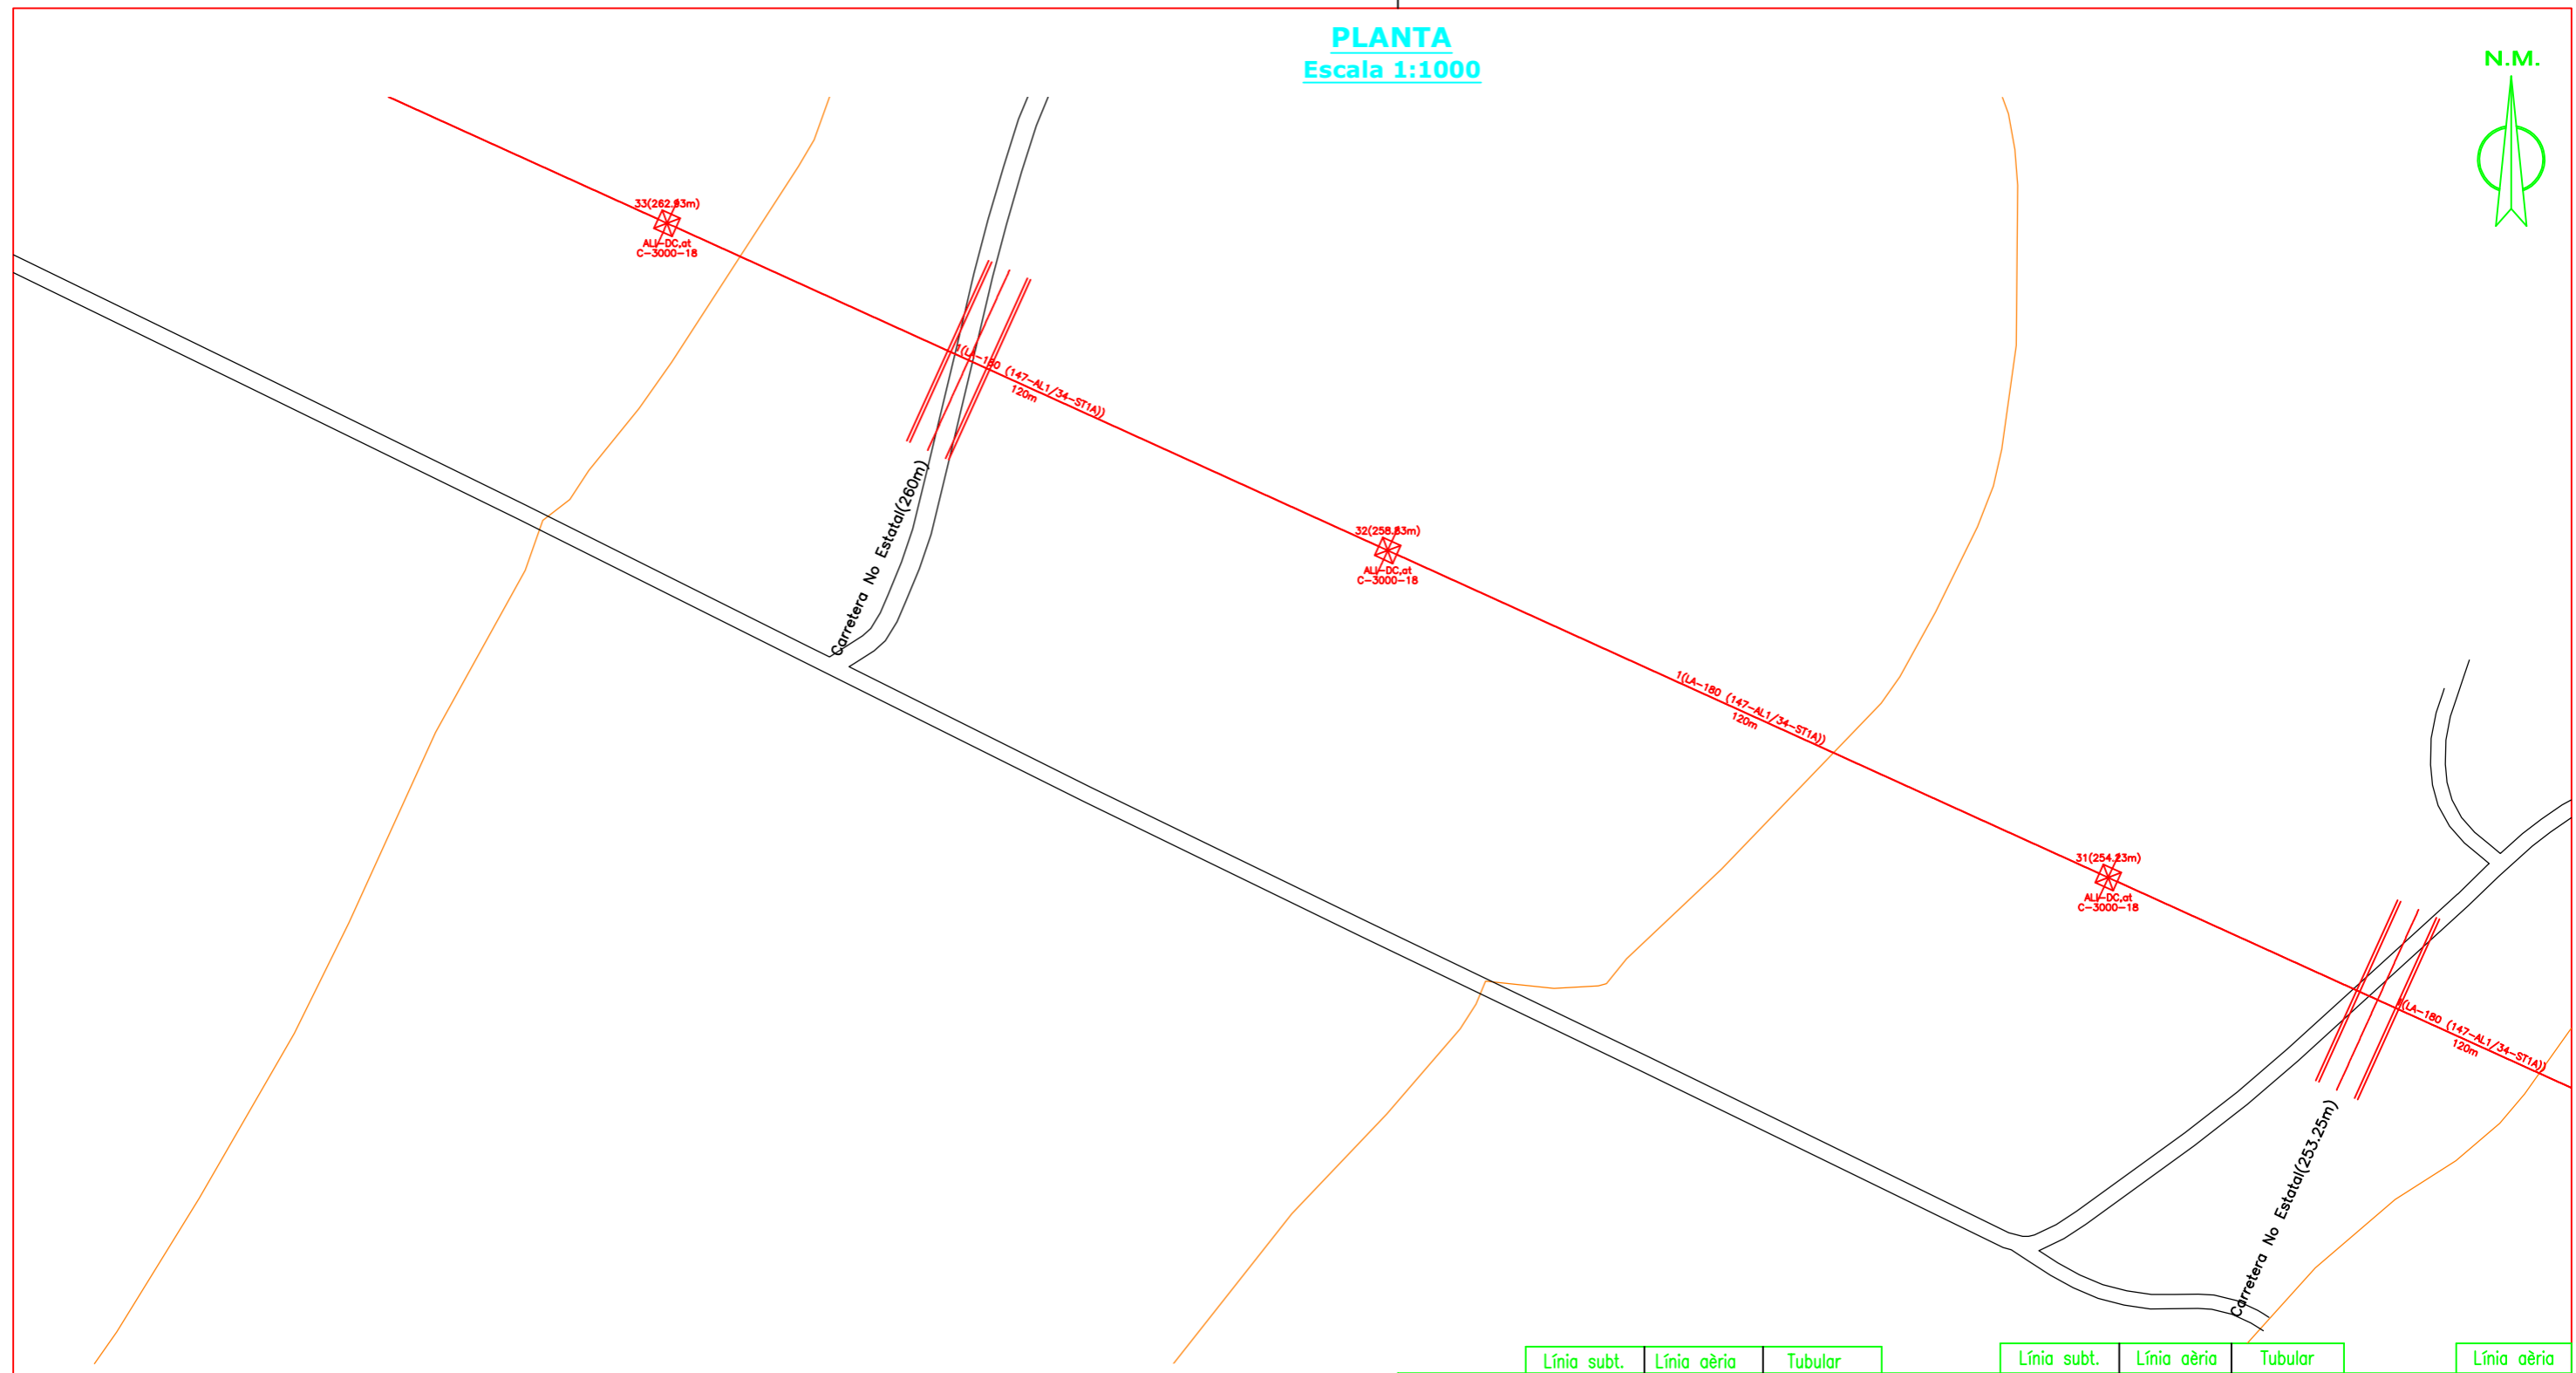 PLANTA
Escala 1:1000
N.M.
33(262.93m)
ALI-DC,at
C-3000-18
1(LA-180 (147-AL1/34-ST1A))
120m
Carretera No Estatal(260m)
32(258.63m)
ALI-DC,at
C-3000-18
1(LA-180 (147-AL1/34-ST1A))
120m
31(254.23m)
ALI-DC,at
C-3000-18
1(LA-180 (147-AL1/34-ST1A))
120m
Carretera No Estatal(253.25m)
Línia subt. Línia aèria Tubular Línia subt. Línia aèria Tubular Línia aèria